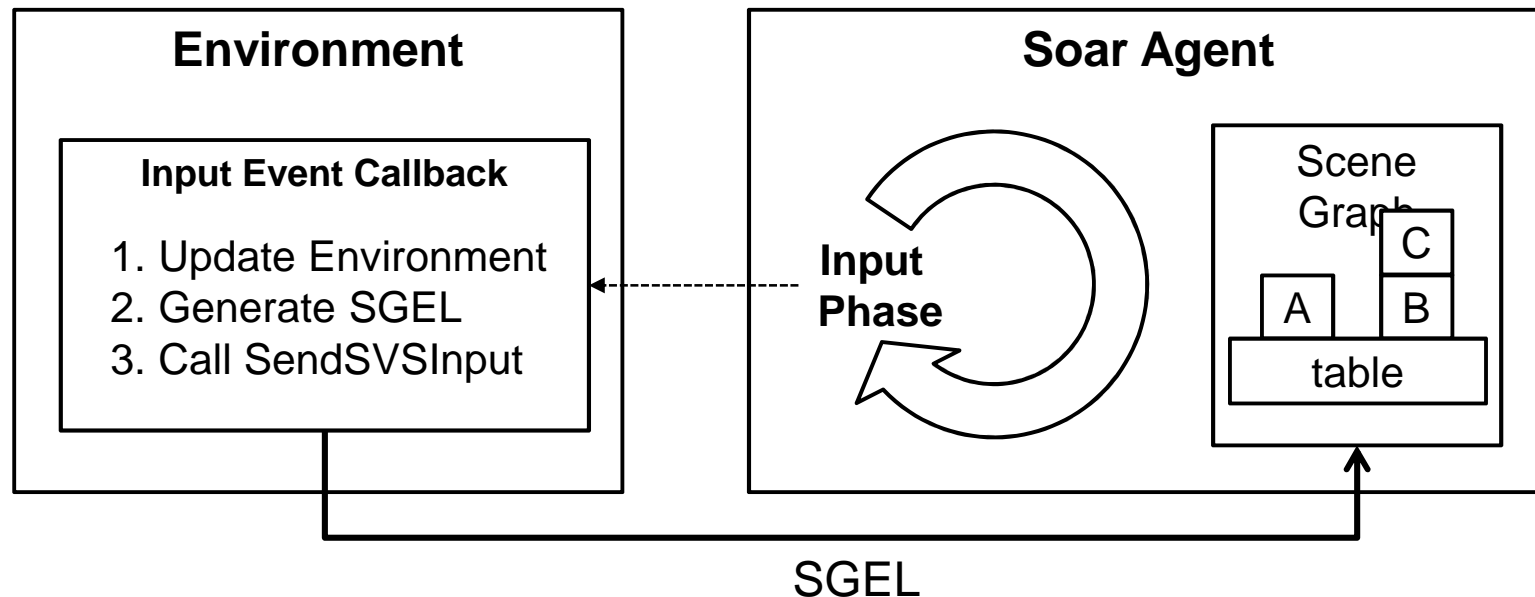 Environment
Input Event Callback
1. Update Environment
2. Generate SGEL
3. Call SendSVSInput
Soar Agent
Input
Phase
Scene
Graph
C
A
B
table
SGEL